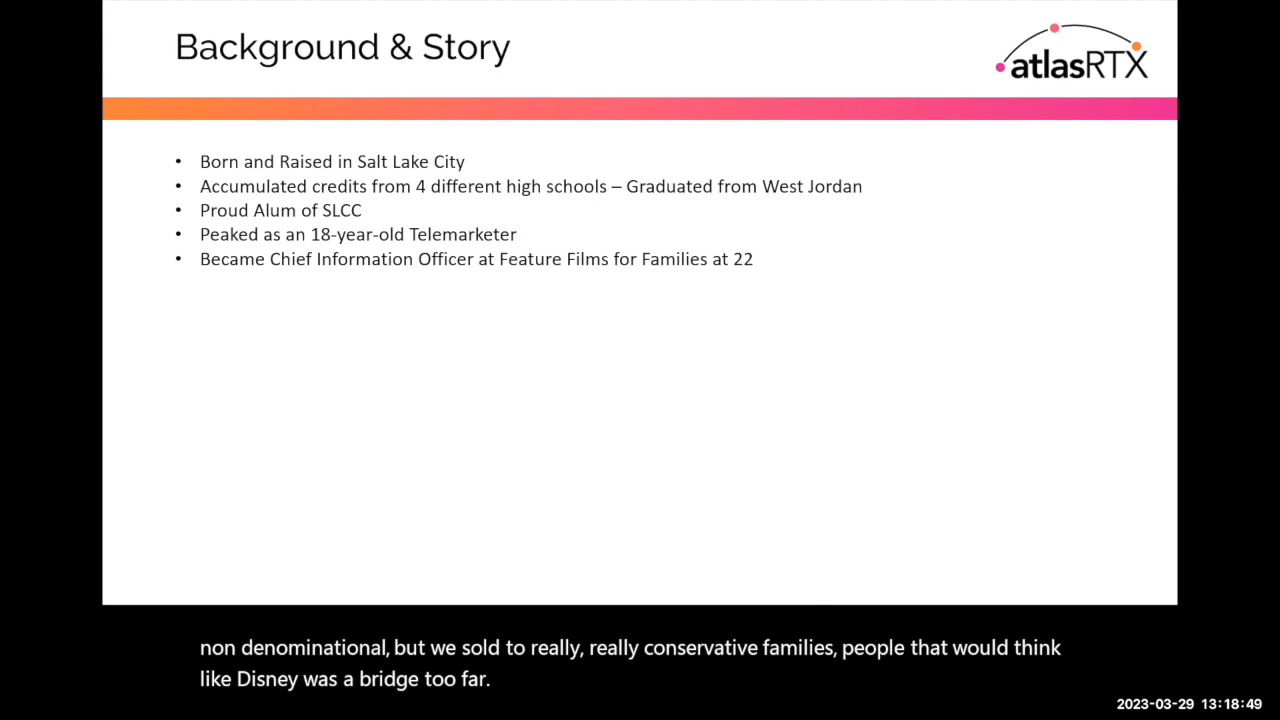 Background & Story
atlasRTX
• Born and Raised in Salt Lake City
• Accumulated credits from 4 different high schools – Graduated from West Jordan
• Proud Alum of SLCC
• Peaked as an 18-year-old Telemarketer
• Became Chief Information Officer at Feature Films for Families at 22
non denominational, but we sold to really, really conservative families, people that would think
like Disney was a bridge too far.
2023-03-29 13:18:49